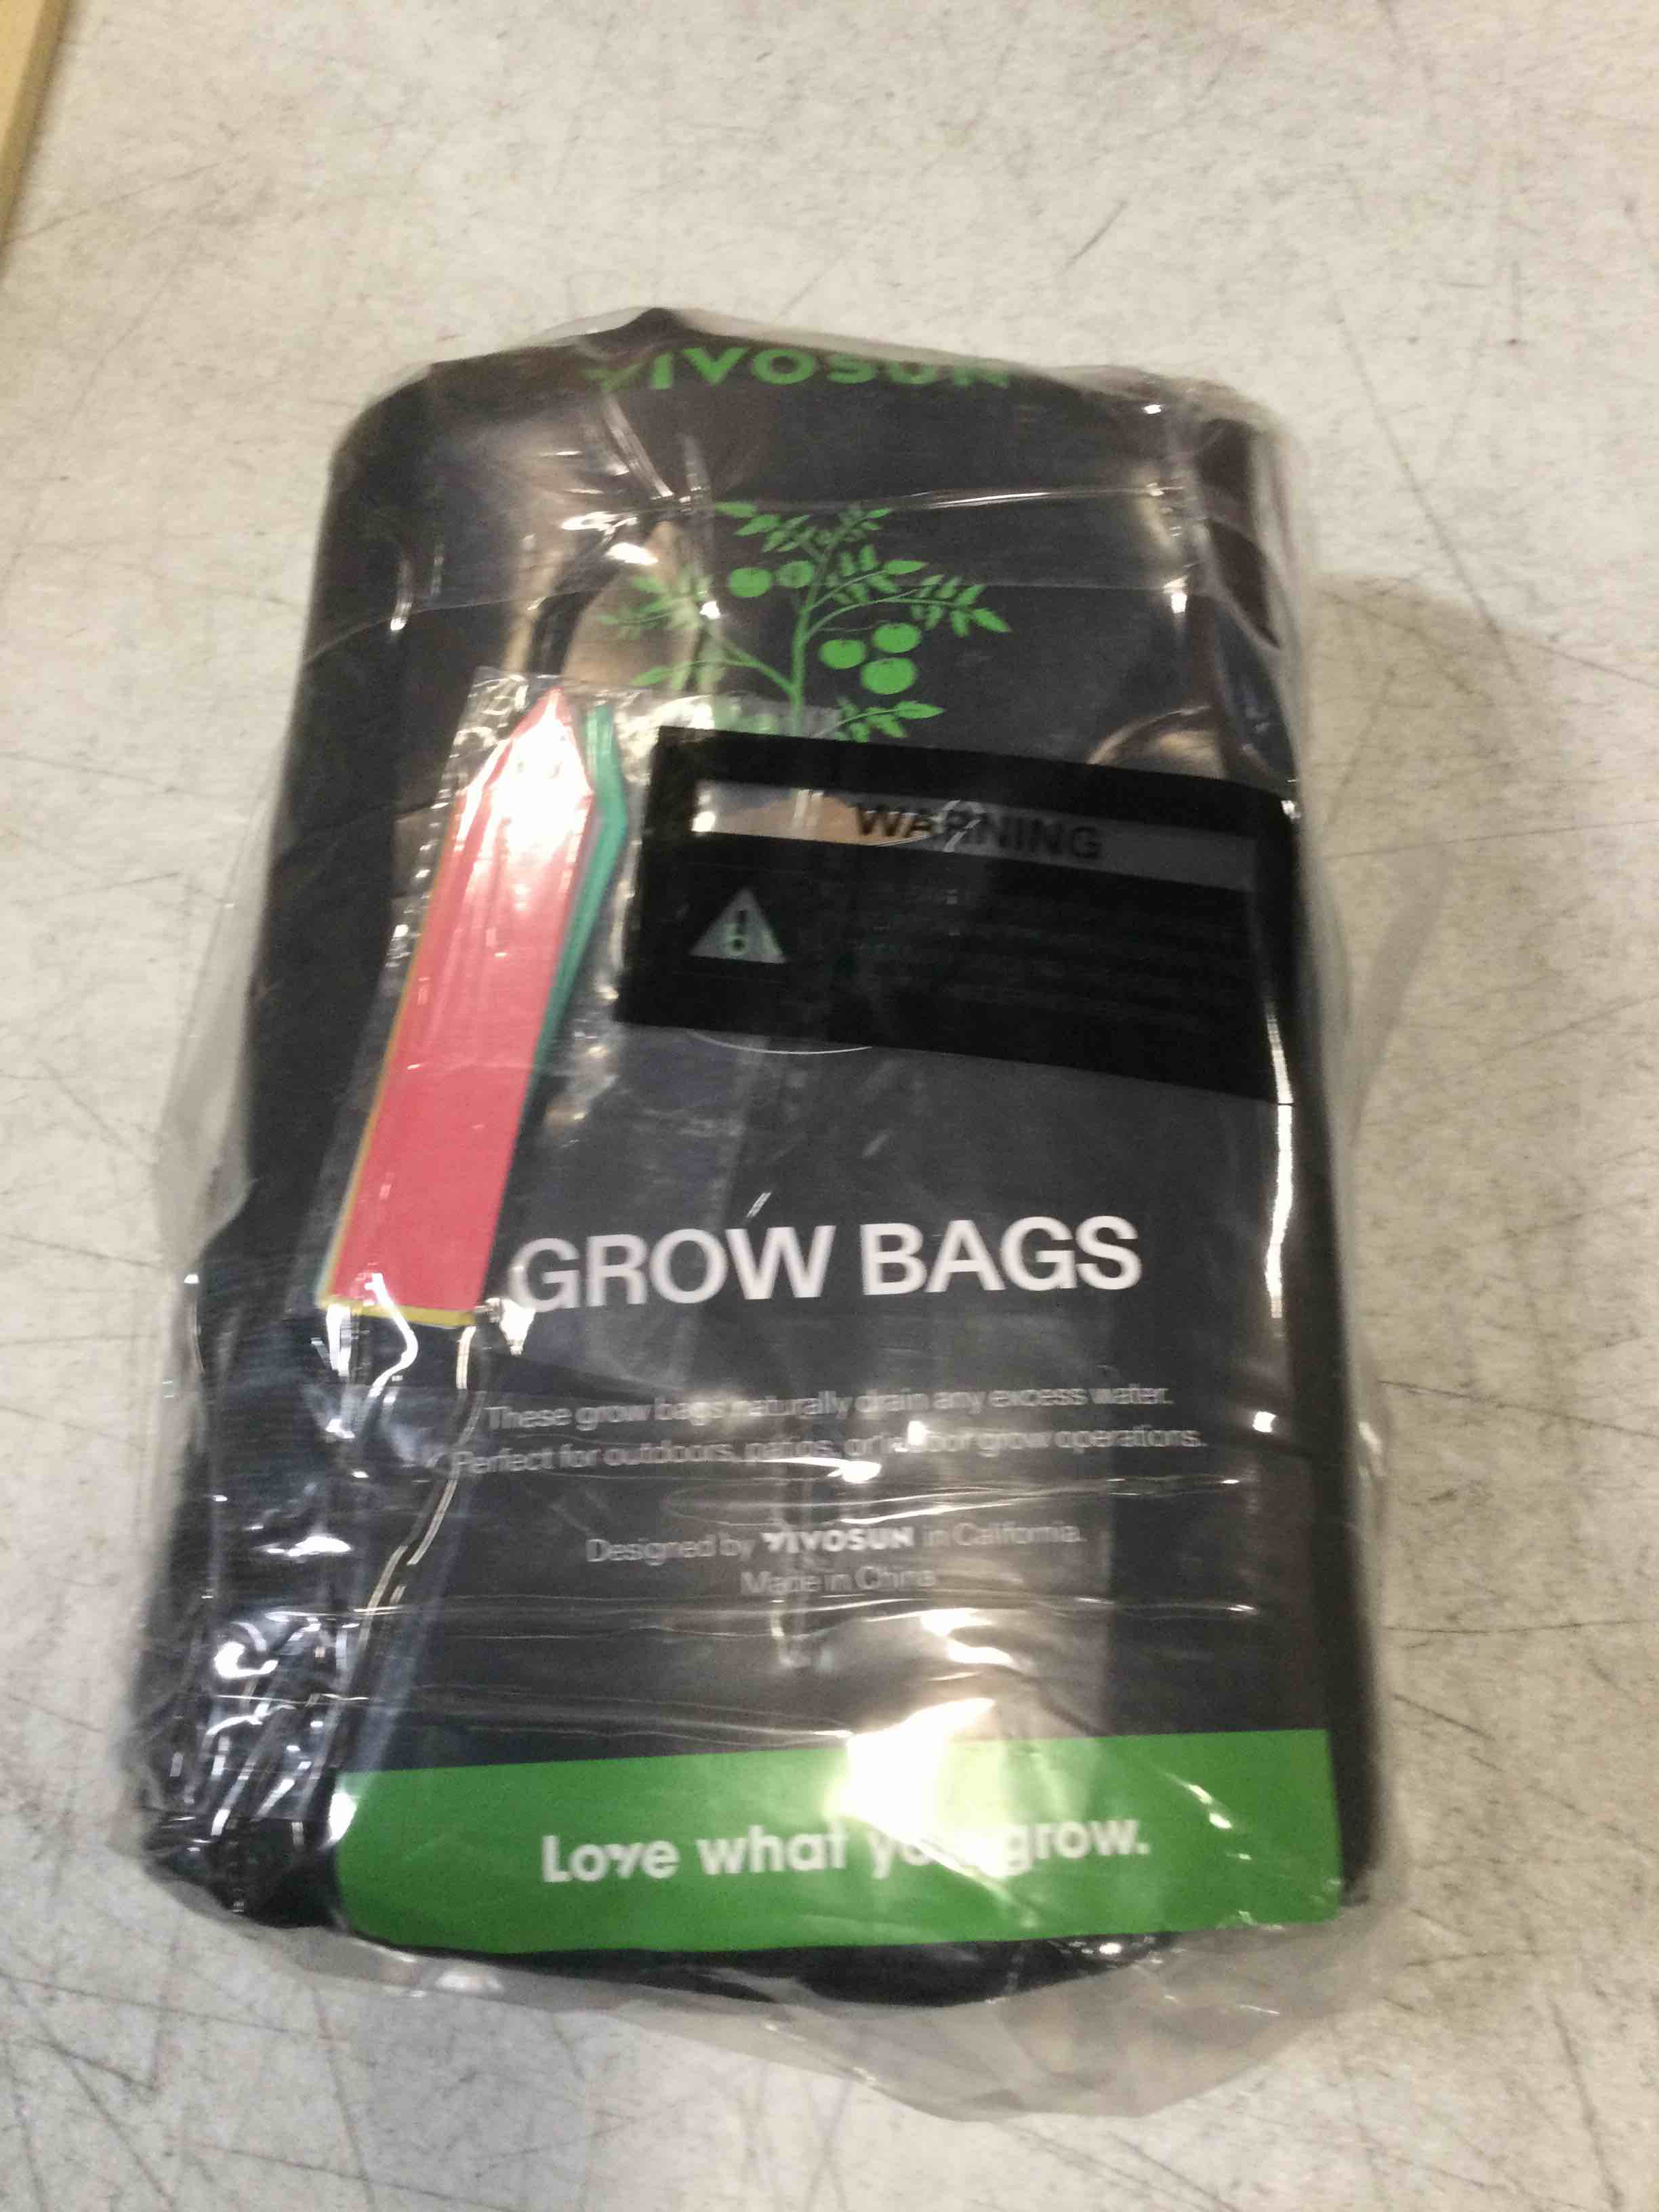 VIVOSUN
WARNING
GROW BAGS
These grow bags naturally drain any excess water.
Perfect for outdoors, patios, or indoor grow operations.
Designed by VIVOSUN in California.
Made in China
Love what you grow.